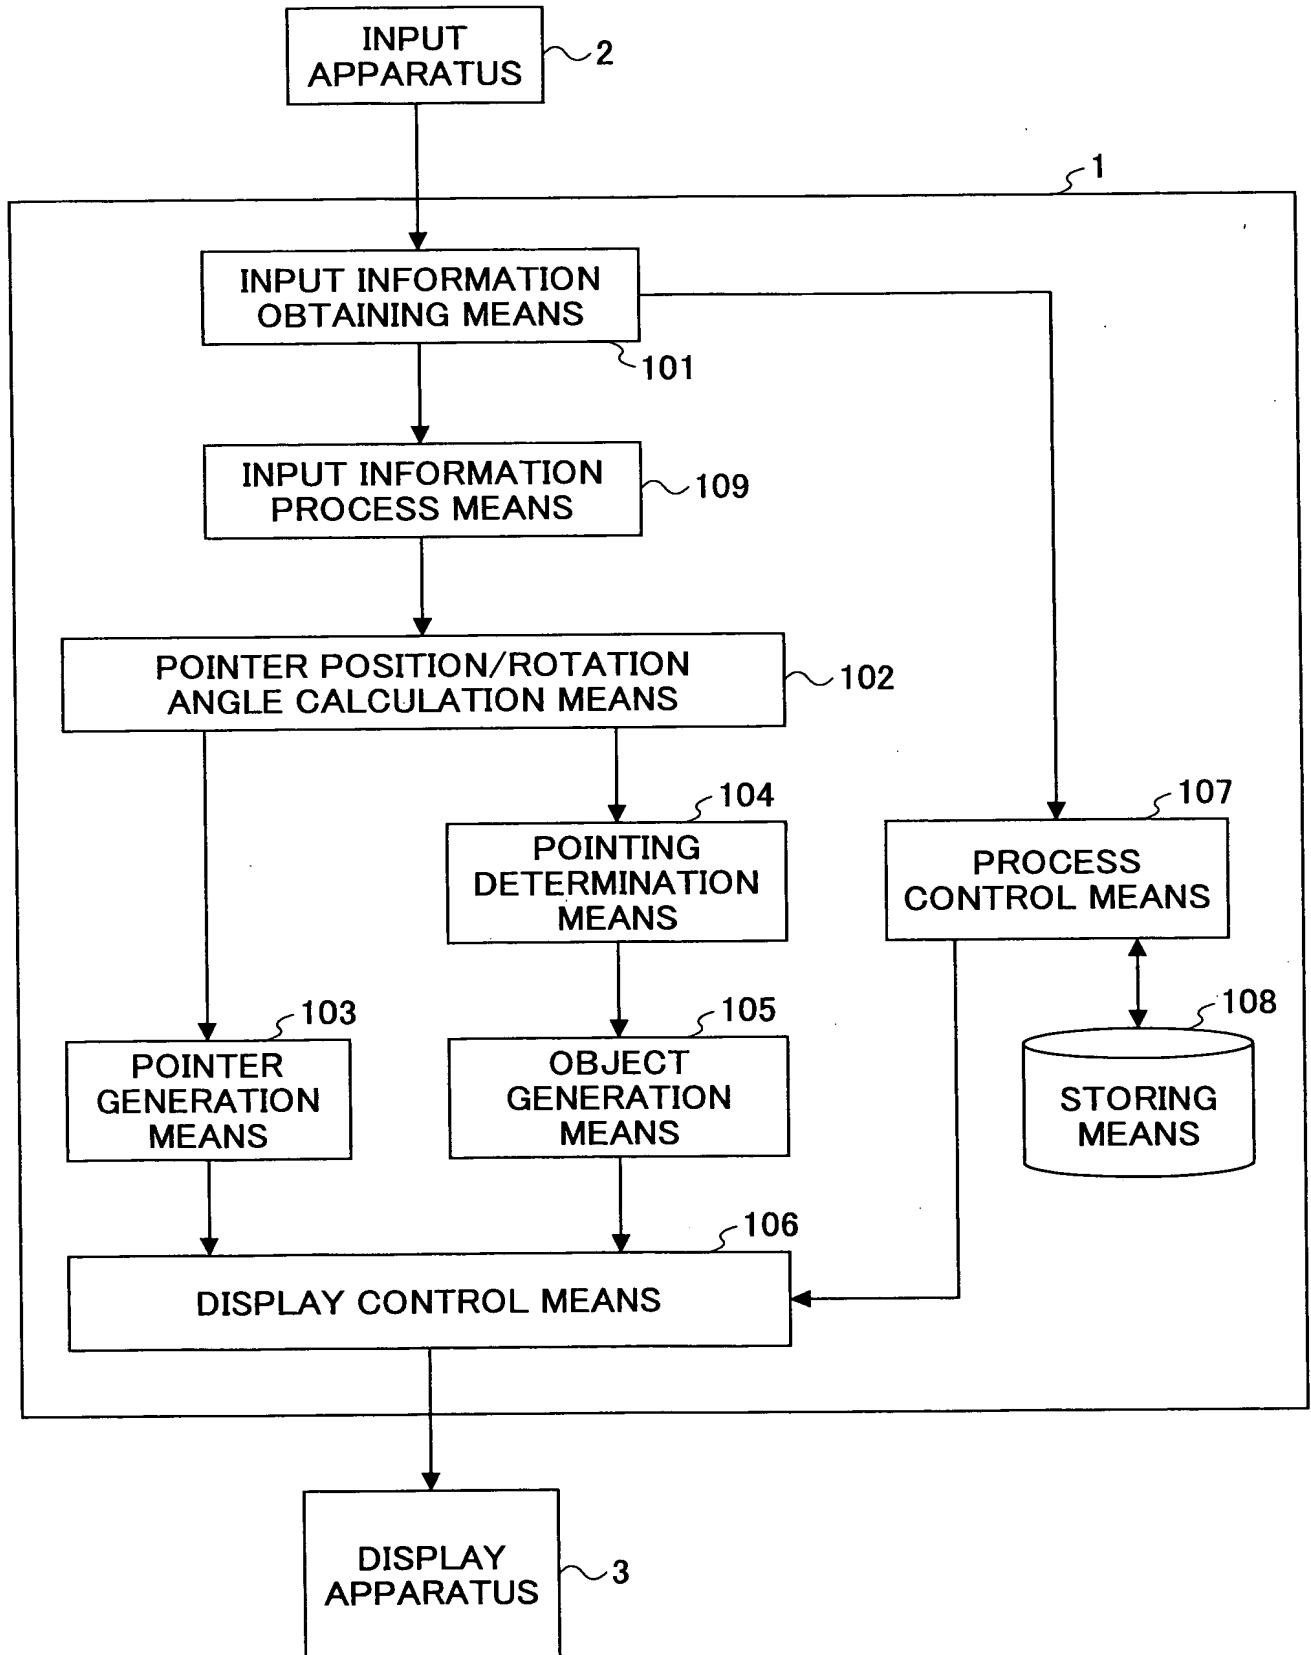 INPUT
APPARATUS
2
1
INPUT INFORMATION
OBTAINING MEANS
101
INPUT INFORMATION
PROCESS MEANS
109
POINTER POSITION/ROTATION
ANGLE CALCULATION MEANS
102
104
POINTING
DETERMINATION
MEANS
107
PROCESS
CONTROL MEANS
103
POINTER
GENERATION
MEANS
105
OBJECT
GENERATION
MEANS
108
STORING
MEANS
106
DISPLAY CONTROL MEANS
DISPLAY
APPARATUS
3